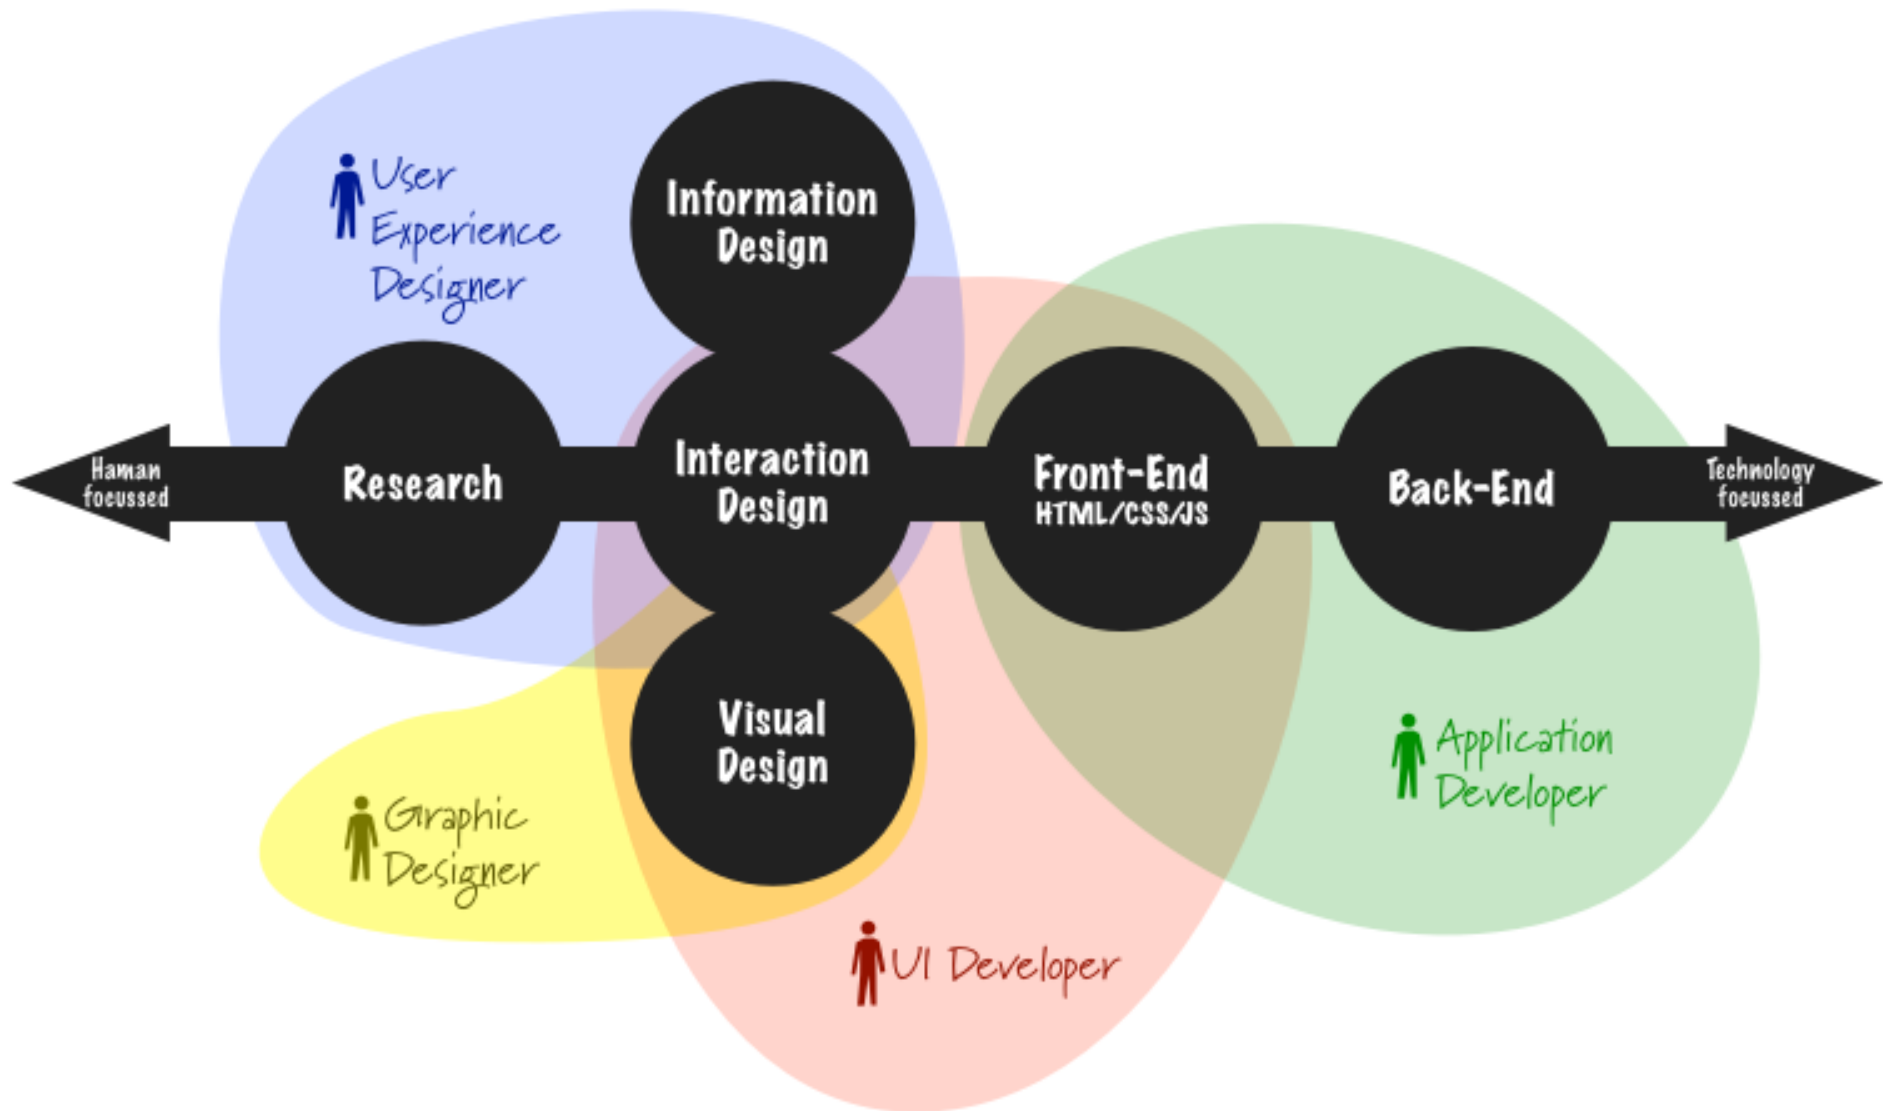 User
Experience
Designer
Information
Design
Haman
focussed
Research
Interaction
Design
Front-End
HTML/CSS/JS
Back-End
Technology
focussed
Visual
Design
Graphic
Designer
Application
Developer
UI Developer